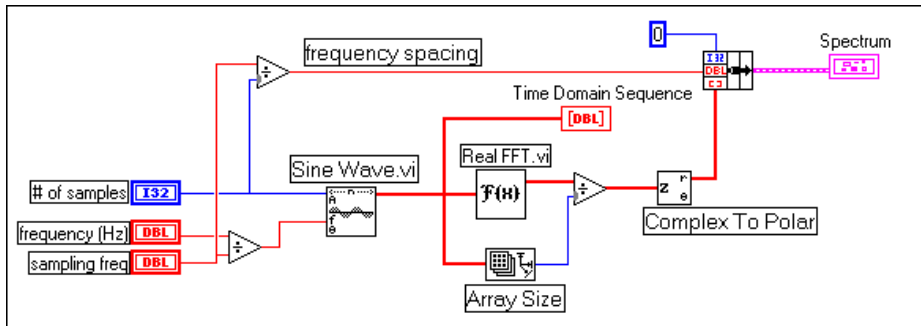 0
Spectrum
frequency spacing
I32
DBL
[ ]
Time Domain Sequence
[DBL]
Sine Wave.vi
Real FFT.vi
# of samples
I32
n
A
f
θ
F(x)
÷
z
r
θ
Complex To Polar
frequency (Hz)
DBL
÷
sampling freq
DBL
÷
Array Size